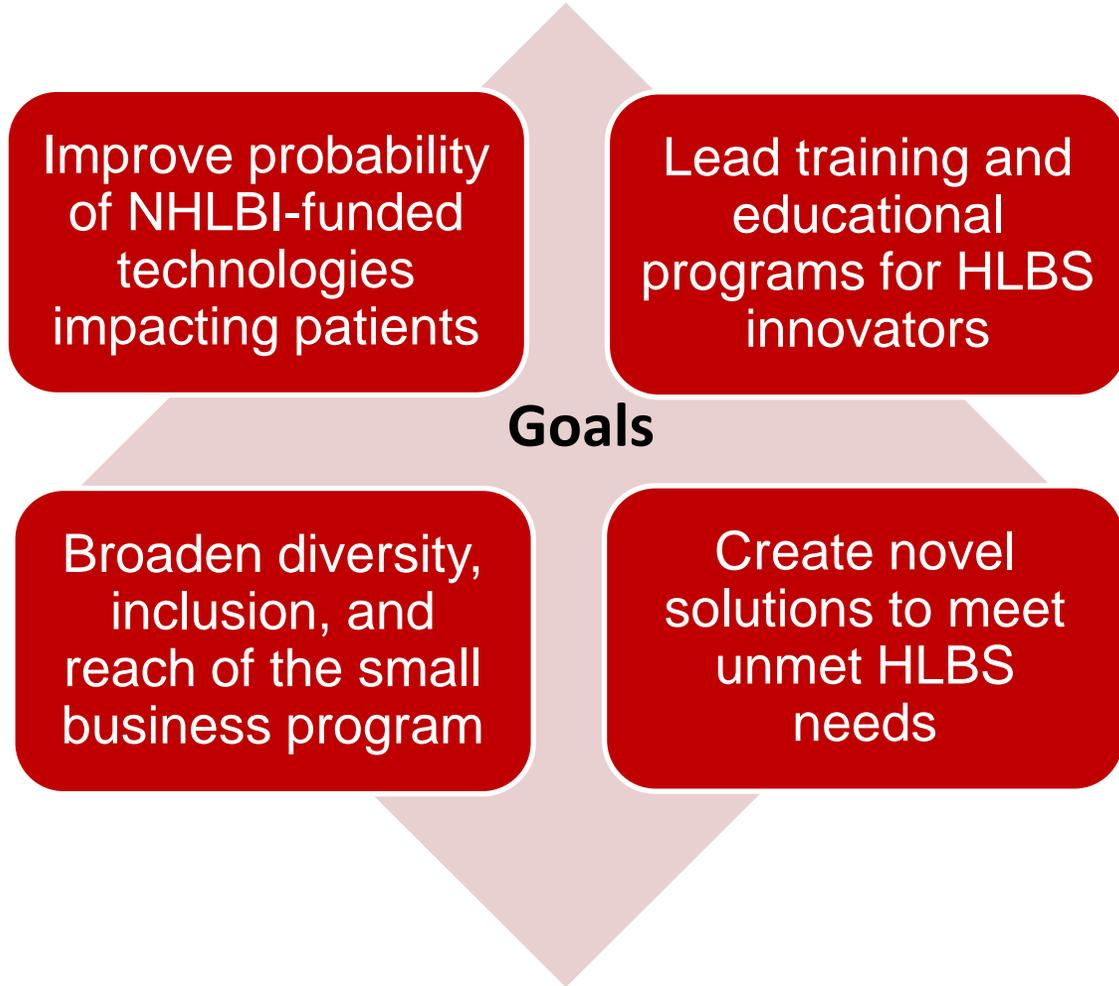 Improve probability
of NHLBI-funded
technologies
impacting patients
Lead training and
educational
programs for HLBS
innovators
Goals
Broaden diversity,
inclusion, and
reach of the small
business program
Create novel
solutions to meet
unmet HLBS
needs